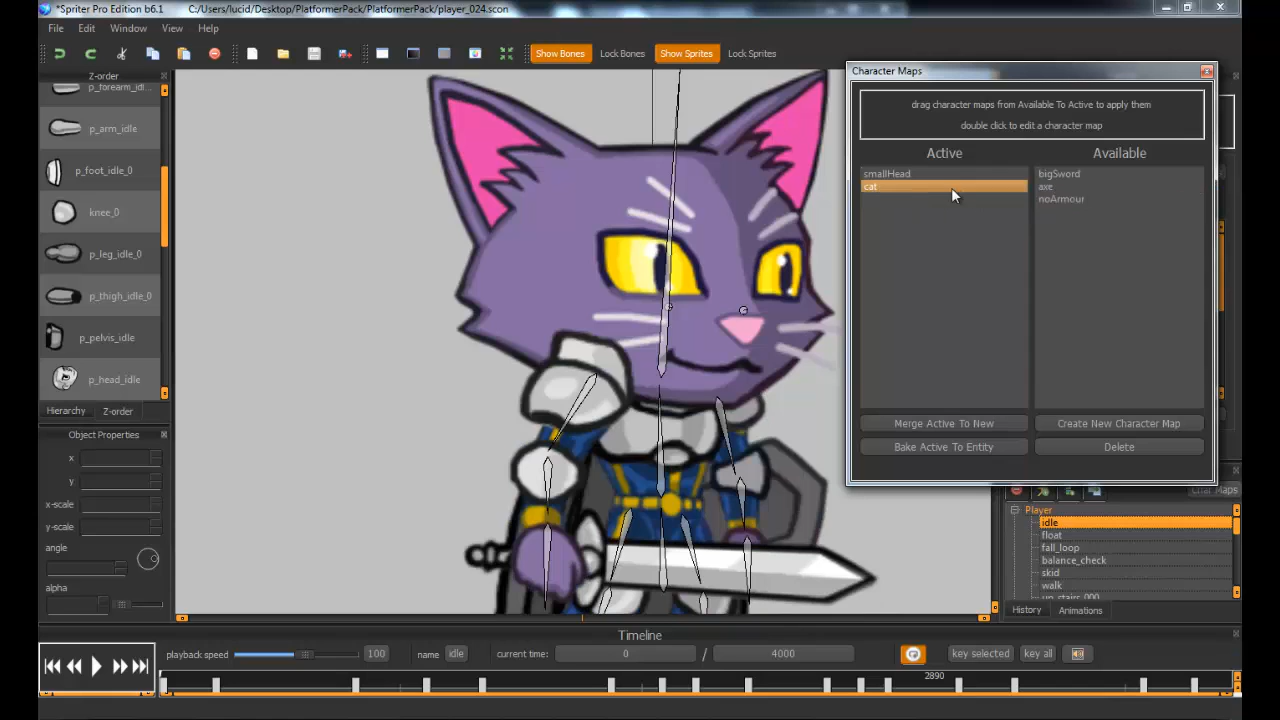 *Spriter Pro Edition b6.1 C:/Users/lucid/Desktop/PlatformerPack/PlatformerPack/player_024.scon
File Edit Window View Help
Show Bones Lock Bones Show Sprites Lock Sprites
Z-order
p_forearm_idl...
p_arm_idle
p_foot_idle_0
knee_0
p_leg_idle_0
p_thigh_idle_0
p_pelvis_idle
p_head_idle
Hierarchy Z-order
Object Properties
x
y
x-scale
y-scale
angle
alpha
Character Maps
drag character maps from Available To Active to apply them
double click to edit a character map
Active Available
smallHead
cat
bigSword
axe
noArmour
Merge Active To New Create New Character Map
Bake Active To Entity Delete
Char Maps
Player
idle
float
fall_loop
balance_check
skid
walk
up_stairs_000
History Animations
Timeline
playback speed 100 name idle current time: 0 / 4000 key selected key all
2890